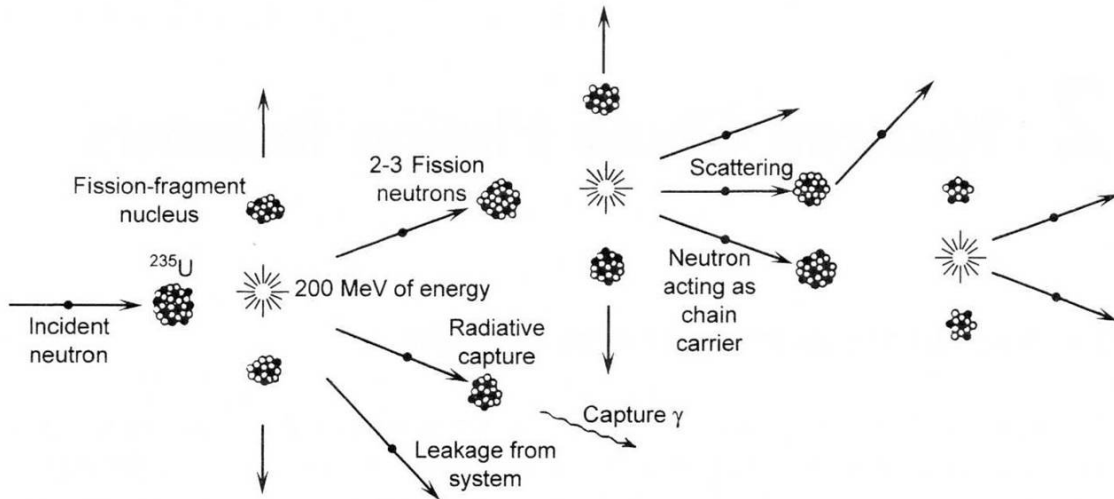 Fission-fragment
nucleus
²³⁵U
Incident
neutron
200 MeV of energy
2-3 Fission
neutrons
Radiative
capture
Leakage from
system
Capture γ
Scattering
Neutron
acting as
chain
carrier